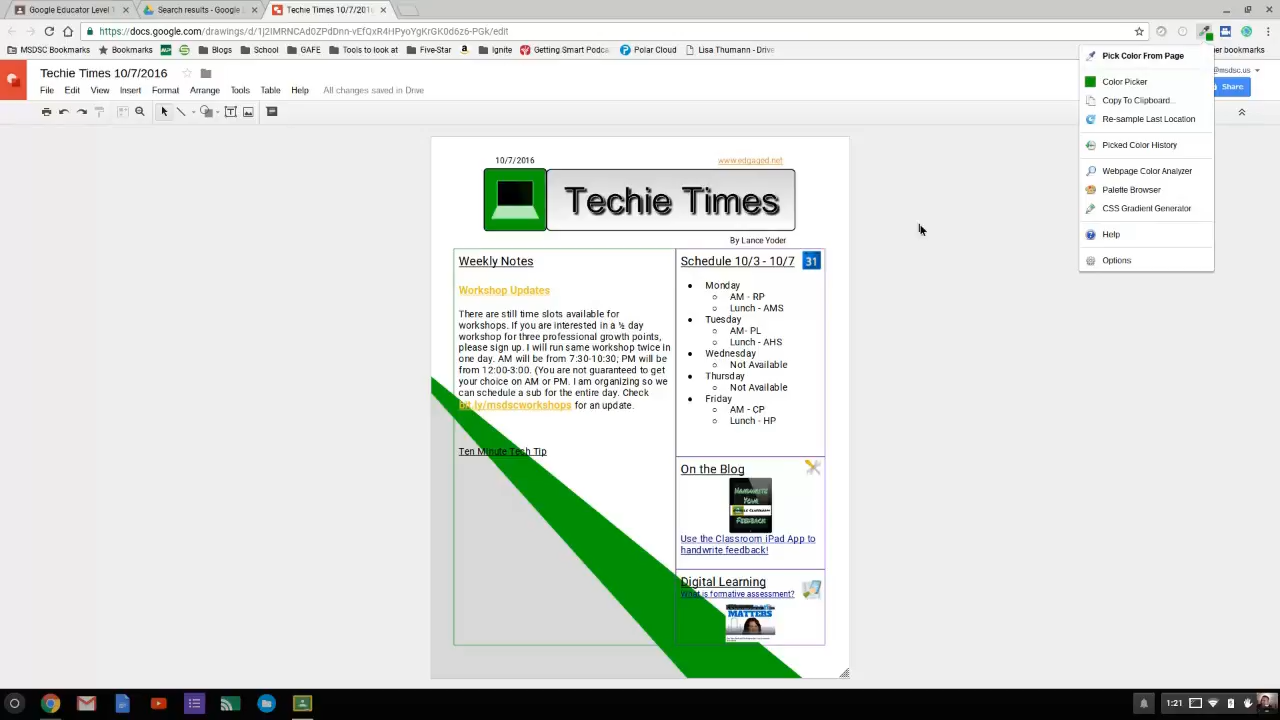 Google Educator Level 1
Search results - Google
Techie Times 10/7/2016
https://docs.google.com/drawings/d/1j2IMRNCAd0ZPdDnn-vEfQxR4HPyoYgKrGK0d6z6-PGk/edit
MSDSC Bookmarks
Bookmarks
Blogs
School
GAFE
Tools to look at
Five-Star
Ignite
Getting Smart Podca
Polar Cloud
Lisa Thumann - Drive
er bookmarks
Techie Times 10/7/2016
@msdsc.us
File Edit View Insert Format Arrange Tools Table Help All changes saved in Drive
Share
Pick Color From Page
Color Picker
Copy To Clipboard...
Re-sample Last Location
Picked Color History
Webpage Color Analyzer
Palette Browser
CSS Gradient Generator
Help
Options
10/7/2016
www.edgaged.net
Techie Times
By Lance Yoder
Weekly Notes
Workshop Updates
There are still time slots available for
workshops. If you are interested in a ½ day
workshop for three professional growth points,
please sign up. I will run same workshop twice in
one day. AM will be from 7:30-10:30; PM will be
from 12:00-3:00. (You are not guaranteed to get
your choice on AM or PM. I am organizing so we
can schedule a sub for the entire day. Check
bit.ly/msdscworkshops for an update.
Ten Minute Tech Tip
Schedule 10/3 - 10/7
31
Monday
AM - RP
Lunch - AMS
Tuesday
AM- PL
Lunch - AHS
Wednesday
Not Available
Thursday
Not Available
Friday
AM - CP
Lunch - HP
On the Blog
Handwrite
Your
Classroom
Feedback
Use the Classroom iPad App to
handwrite feedback!
Digital Learning
What is formative assessment?
MATTERS
1:21